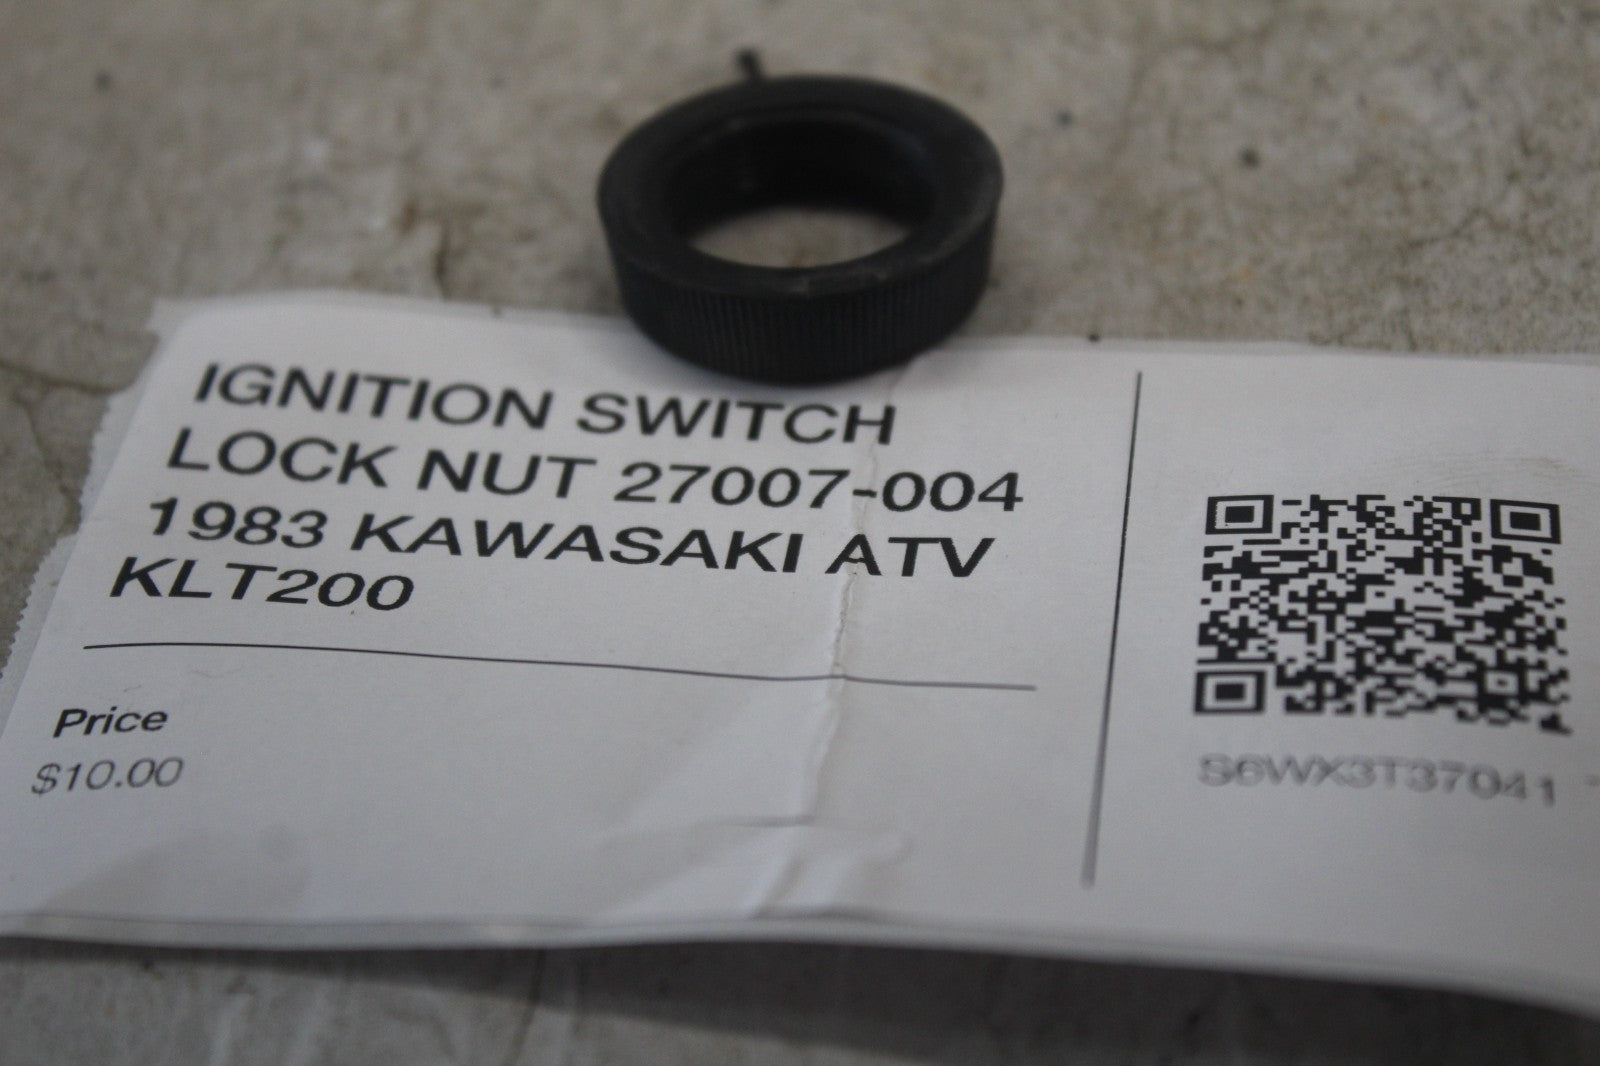 IGNITION SWITCH
LOCK NUT 27007-004
1983 KAWASAKI ATV
KLT200
Price
$10.00
S6WX3T37041